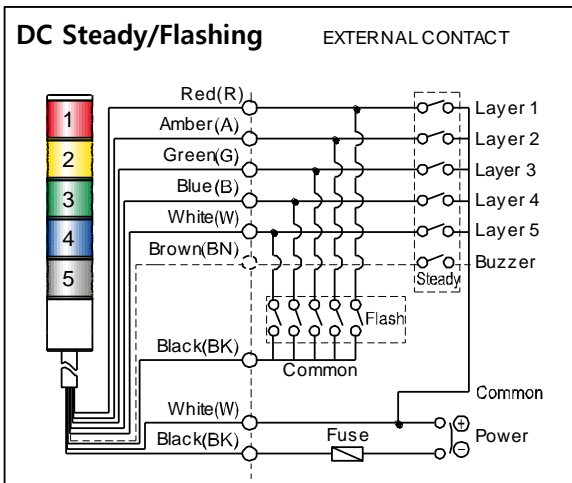 DC Steady/Flashing EXTERNAL CONTACT
Red(R) Layer 1
Amber(A) Layer 2
Green(G) Layer 3
Blue(B) Layer 4
White(W) Layer 5
Brown(BN) Buzzer
Steady
1
2
3
4
5
Flash
Black(BK)
Common
Common
White(W)
Black(BK) Fuse Power